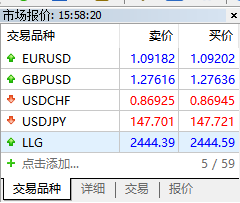 市场报价: 15:58:20
交易品种 卖价 买价
EURUSD 1.09182 1.09202
GBPUSD 1.27616 1.27636
USDCHF 0.86925 0.86945
USDJPY 147.701 147.721
LLG 2444.39 2444.59
点击添加... 5 / 59
交易品种 详细 交易 报价